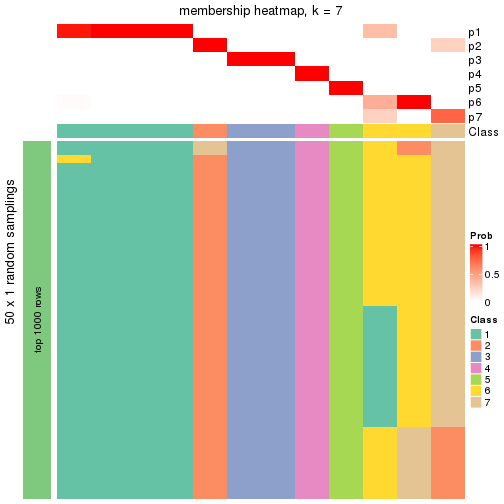 membership heatmap, k = 7
p1
p2
p3
p4
p5
p6
p7
Class
50 x 1 random samplings
top 1000 rows
Prob
1
0.5
0
Class
1
2
3
4
5
6
7